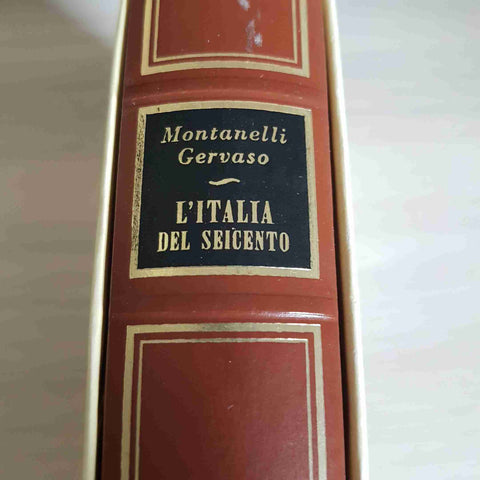 Montanelli
Gervaso
L'ITALIA
DEL SEICENTO